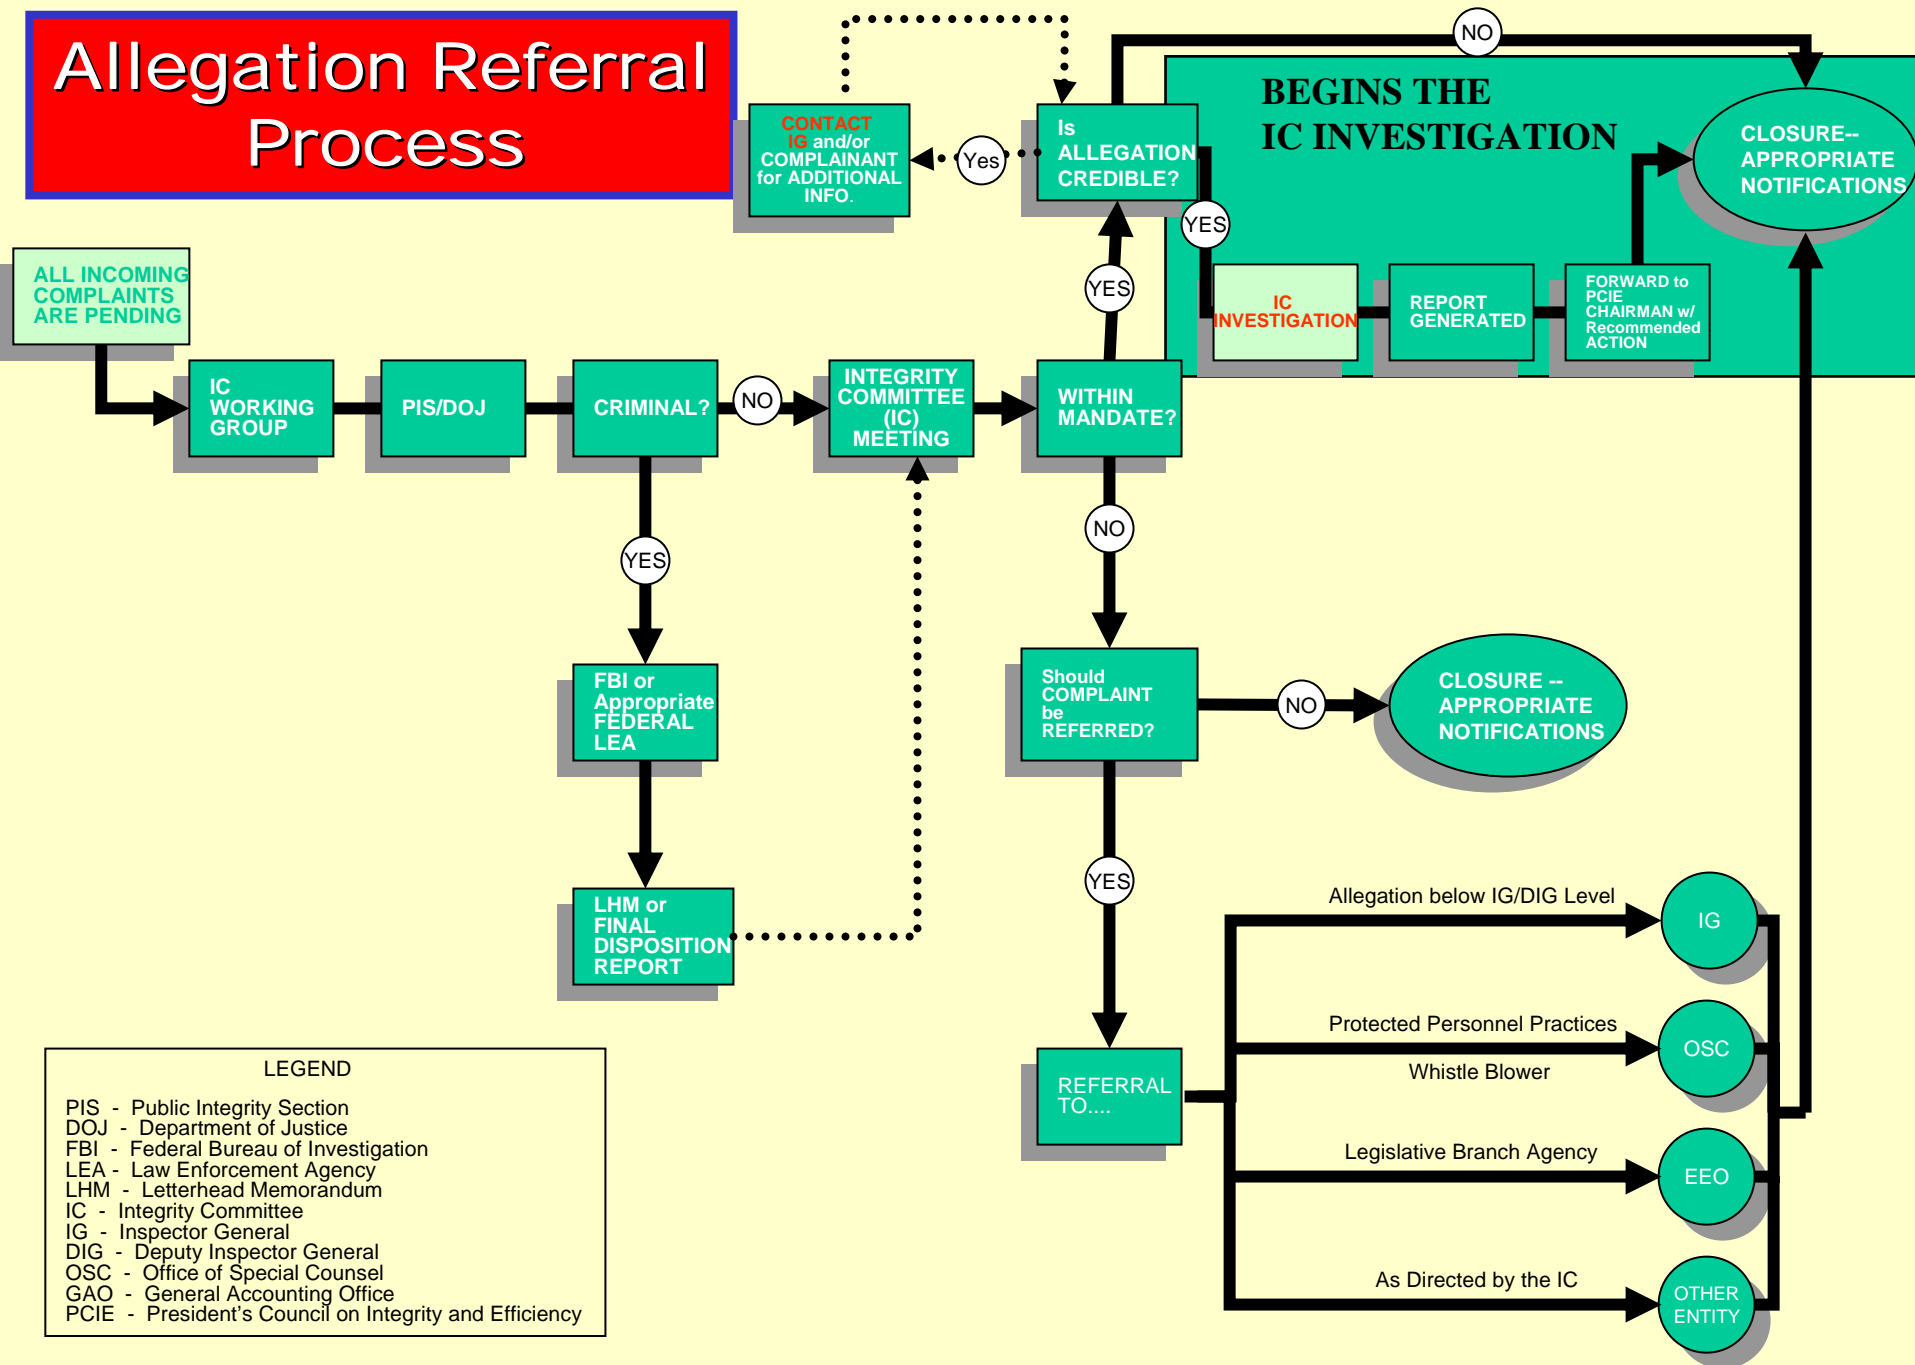 Allegation Referral
Process
NO
CONTACT
IG and/or
COMPLAINANT
for ADDITIONAL
INFO.
Yes
Is
ALLEGATION
CREDIBLE?
YES
BEGINS THE
IC INVESTIGATION
CLOSURE--
APPROPRIATE
NOTIFICATIONS
ALL INCOMING
COMPLAINTS
ARE PENDING
YES
IC
INVESTIGATION
REPORT
GENERATED
FORWARD to
PCIE
CHAIRMAN w/
Recommended
ACTION
IC
WORKING
GROUP
PIS/DOJ
CRIMINAL?
NO
INTEGRITY
COMMITTEE
(IC)
MEETING
WITHIN
MANDATE?
YES
NO
FBI or
Appropriate
FEDERAL
LEA
Should
COMPLAINT
be
REFERRED?
NO
CLOSURE --
APPROPRIATE
NOTIFICATIONS
LHM or
FINAL
DISPOSITION
REPORT
YES
REFERRAL
TO....
Allegation below IG/DIG Level
IG
Protected Personnel Practices
Whistle Blower
OSC
Legislative Branch Agency
EEO
As Directed by the IC
OTHER
ENTITY
LEGEND
PIS - Public Integrity Section
DOJ - Department of Justice
FBI - Federal Bureau of Investigation
LEA - Law Enforcement Agency
LHM - Letterhead Memorandum
IC - Integrity Committee
IG - Inspector General
DIG - Deputy Inspector General
OSC - Office of Special Counsel
GAO - General Accounting Office
PCIE - President's Council on Integrity and Efficiency